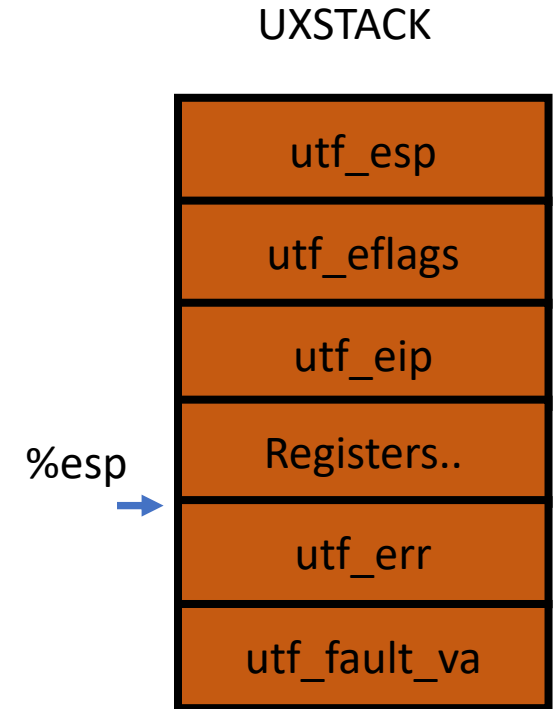 UXSTACK
utf_esp
utf_eflags
utf_eip
Registers..
%esp
utf_err
utf_fault_va